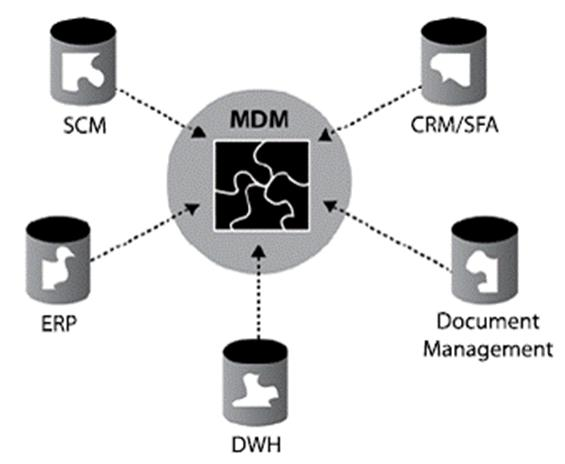 MDM
SCM
CRM/SFA
ERP
Document
Management
DWH